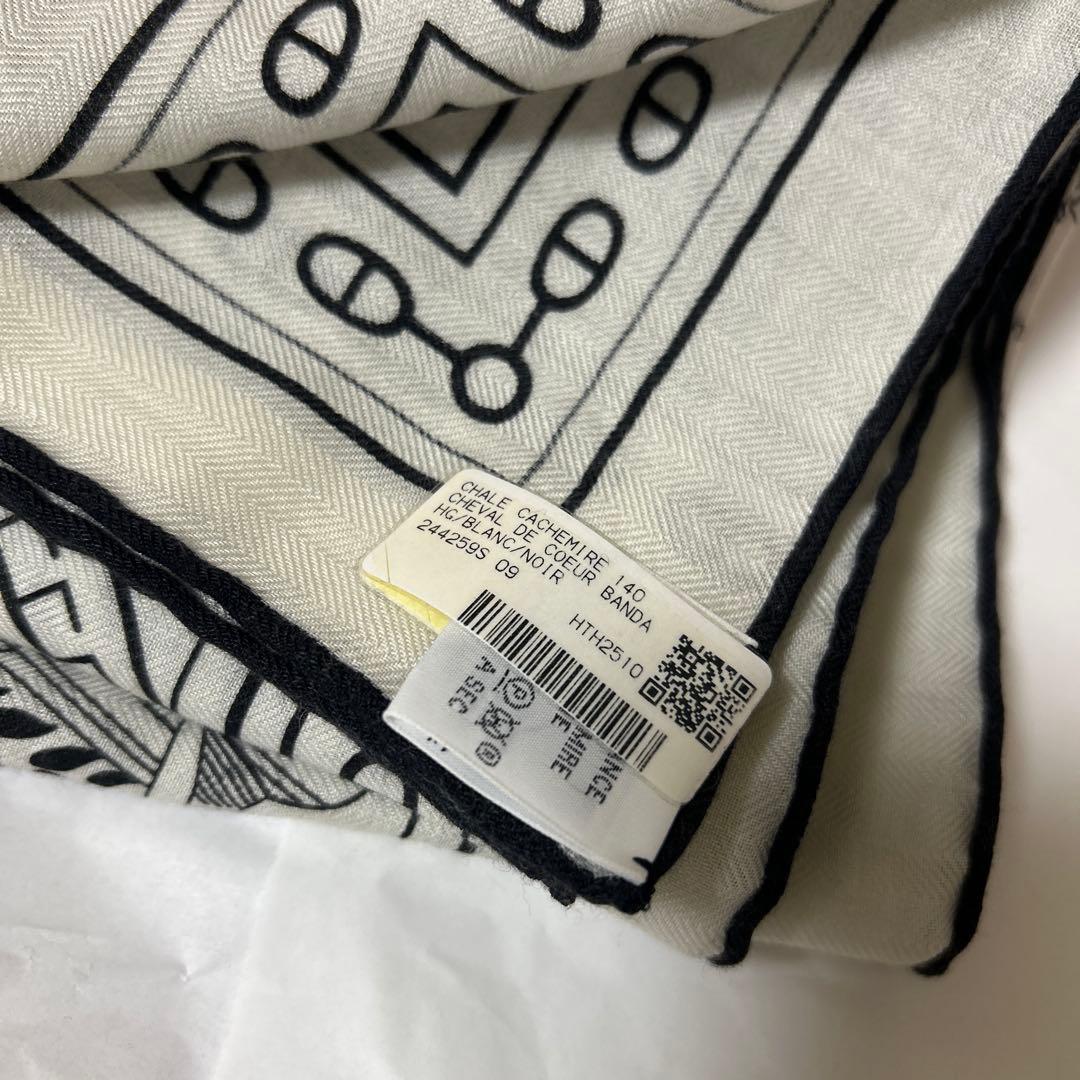 CHALE CACHEMIRE 140
CHEVAL DE COEUR BANDA
HG/BLANC/NOIR
244259S 09
HTH2510